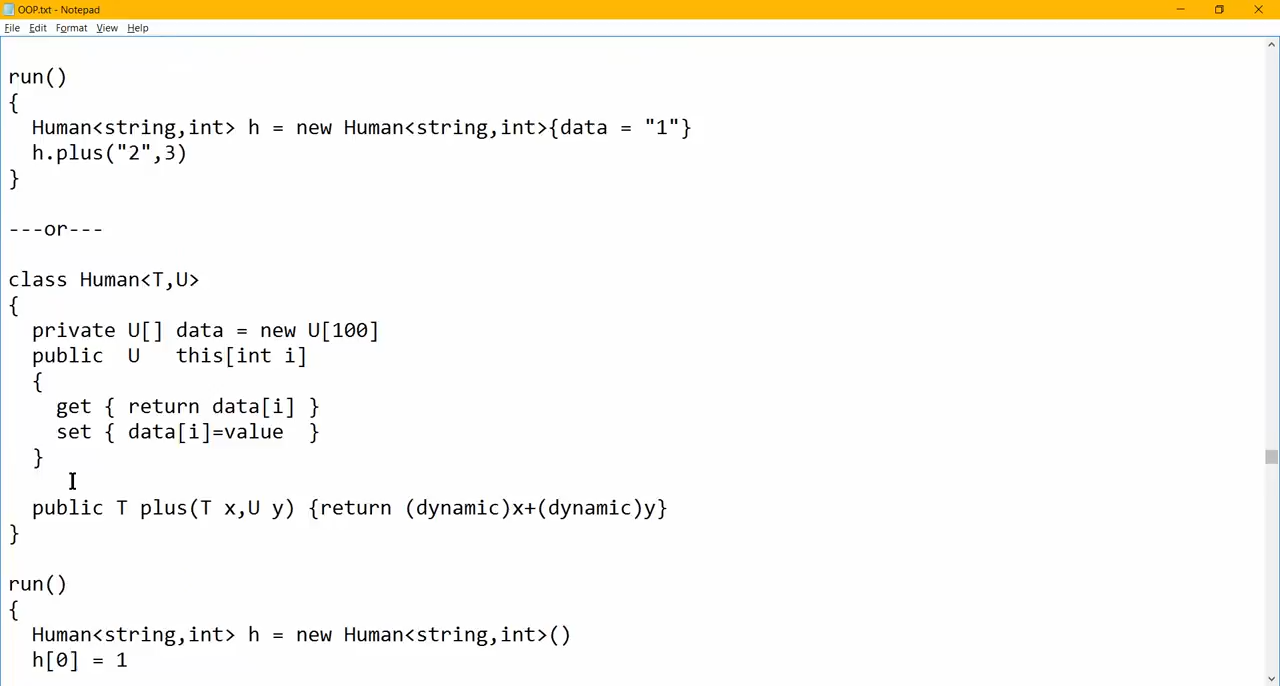 OOP.txt - Notepad
File Edit Format View Help
run()
{
  Human<string,int> h = new Human<string,int>{data = "1"}
  h.plus("2",3)
}
---or---
class Human<T,U>
{
  private U[] data = new U[100]
  public  U   this[int i]
  {
    get { return data[i] }
    set { data[i]=value  }
  }
  public T plus(T x,U y) {return (dynamic)x+(dynamic)y}
}
run()
{
  Human<string,int> h = new Human<string,int>()
  h[0] = 1